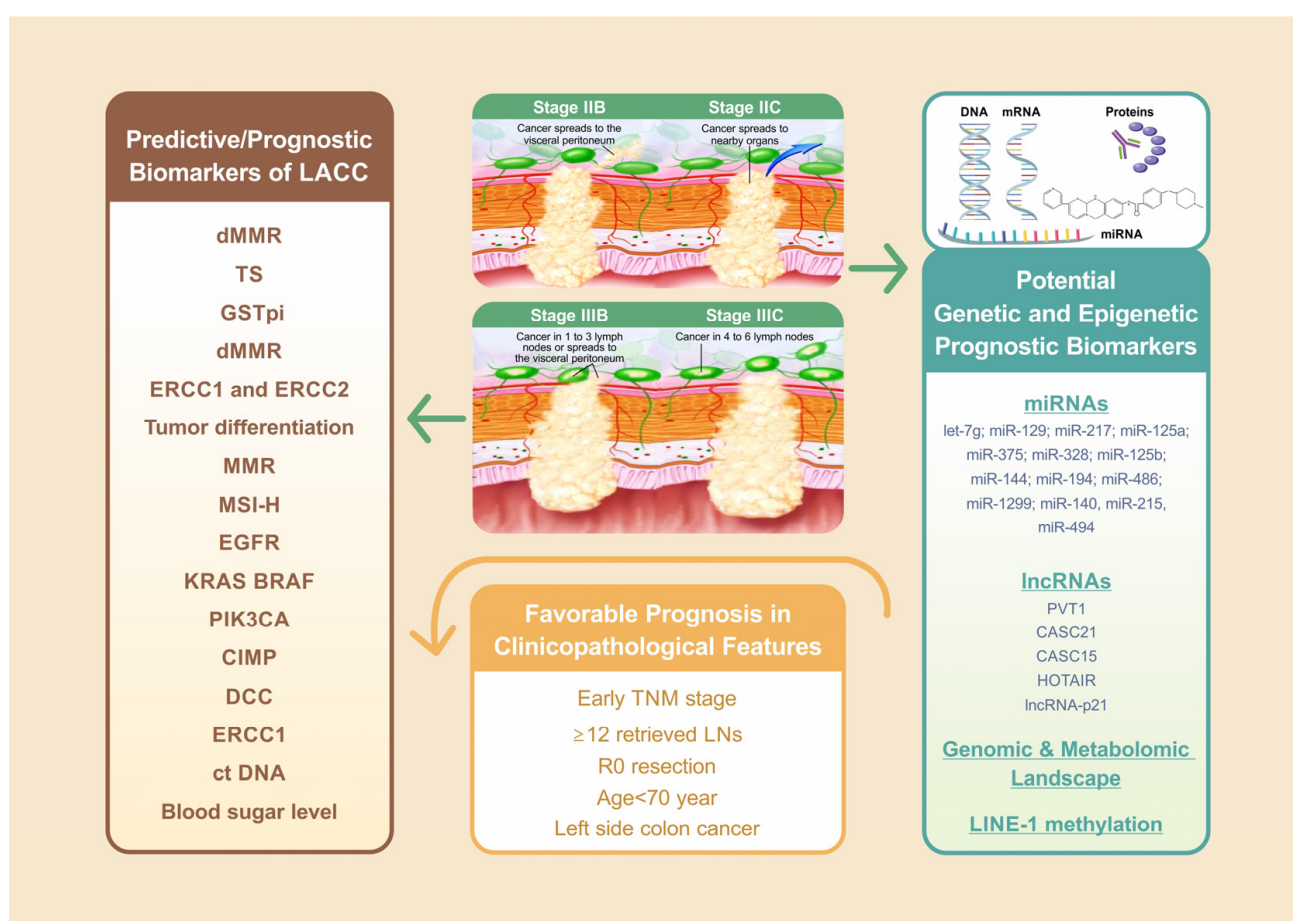 Predictive/Prognostic
Biomarkers of LACC
dMMR
TS
GSTpi
dMMR
ERCC1 and ERCC2
Tumor differentiation
MMR
MSI-H
EGFR
KRAS BRAF
PIK3CA
CIMP
DCC
ERCC1
ct DNA
Blood sugar level
Stage IIB
Cancer spreads to the
visceral peritoneum
Stage IIC
Cancer spreads to
nearby organs
Stage IIIB
Cancer in 1 to 3 lymph
nodes or spreads to
the visceral peritoneum
Stage IIIC
Cancer in 4 to 6 lymph nodes
Favorable Prognosis in
Clinicopathological Features
Early TNM stage
≥12 retrieved LNs
R0 resection
Age<70 year
Left side colon cancer
DNA mRNA Proteins
miRNA
Potential
Genetic and Epigenetic
Prognostic Biomarkers
miRNAs
let-7g; miR-129; miR-217; miR-125a;
miR-375; miR-328; miR-125b;
miR-144; miR-194; miR-486;
miR-1299; miR-140, miR-215,
miR-494
lncRNAs
PVT1
CASC21
CASC15
HOTAIR
lncRNA-p21
Genomic & Metabolomic
Landscape
LINE-1 methylation